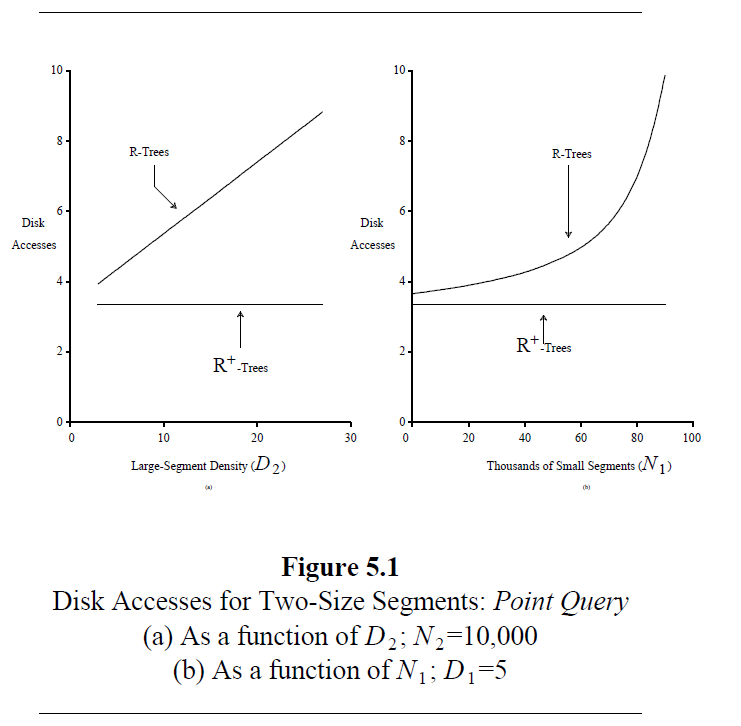 10
8
6
4
2
0
Disk
Accesses
R-Trees
R+-Trees
0 10 20 30
Large-Segment Density (D2)
(a)
10
8
6
4
2
0
Disk
Accesses
R-Trees
R+-Trees
0 20 40 60 80 100
Thousands of Small Segments (N1)
(b)
Figure 5.1
Disk Accesses for Two-Size Segments: Point Query
(a) As a function of D2; N2=10,000
(b) As a function of N1; D1=5